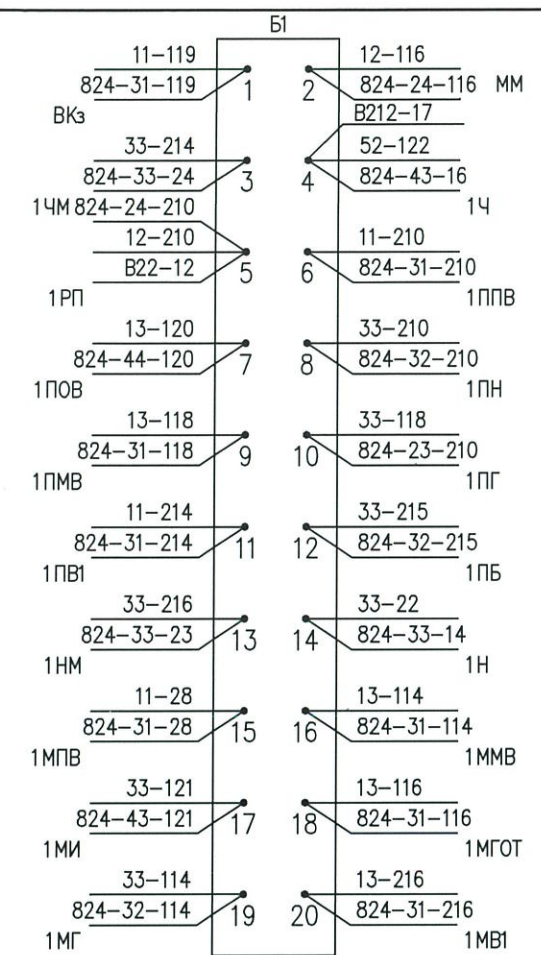 Б1
11-119 12-116
824-31-119 1 2 824-24-116 ММ
ВКз В212-17
33-214 52-122
824-33-24 3 4 824-43-16
1ЧМ 824-24-210 1Ч
12-210 11-210
В22-12 5 6 824-31-210
1РП 1ППВ
13-120 33-210
824-44-120 7 8 824-32-210
1ПОВ 1ПН
13-118 33-118
824-31-118 9 10 824-23-210
1ПМВ 1ПГ
11-214 33-215
824-31-214 11 12 824-32-215
1ПВ1 1ПБ
33-216 33-22
824-33-23 13 14 824-33-14
1НМ 1Н
11-28 13-114
824-31-28 15 16 824-31-114
1МПВ 1ММВ
33-121 13-116
824-43-121 17 18 824-31-116
1МИ 1МГОТ
33-114 13-216
824-32-114 19 20 824-31-216
1МГ 1МВ1